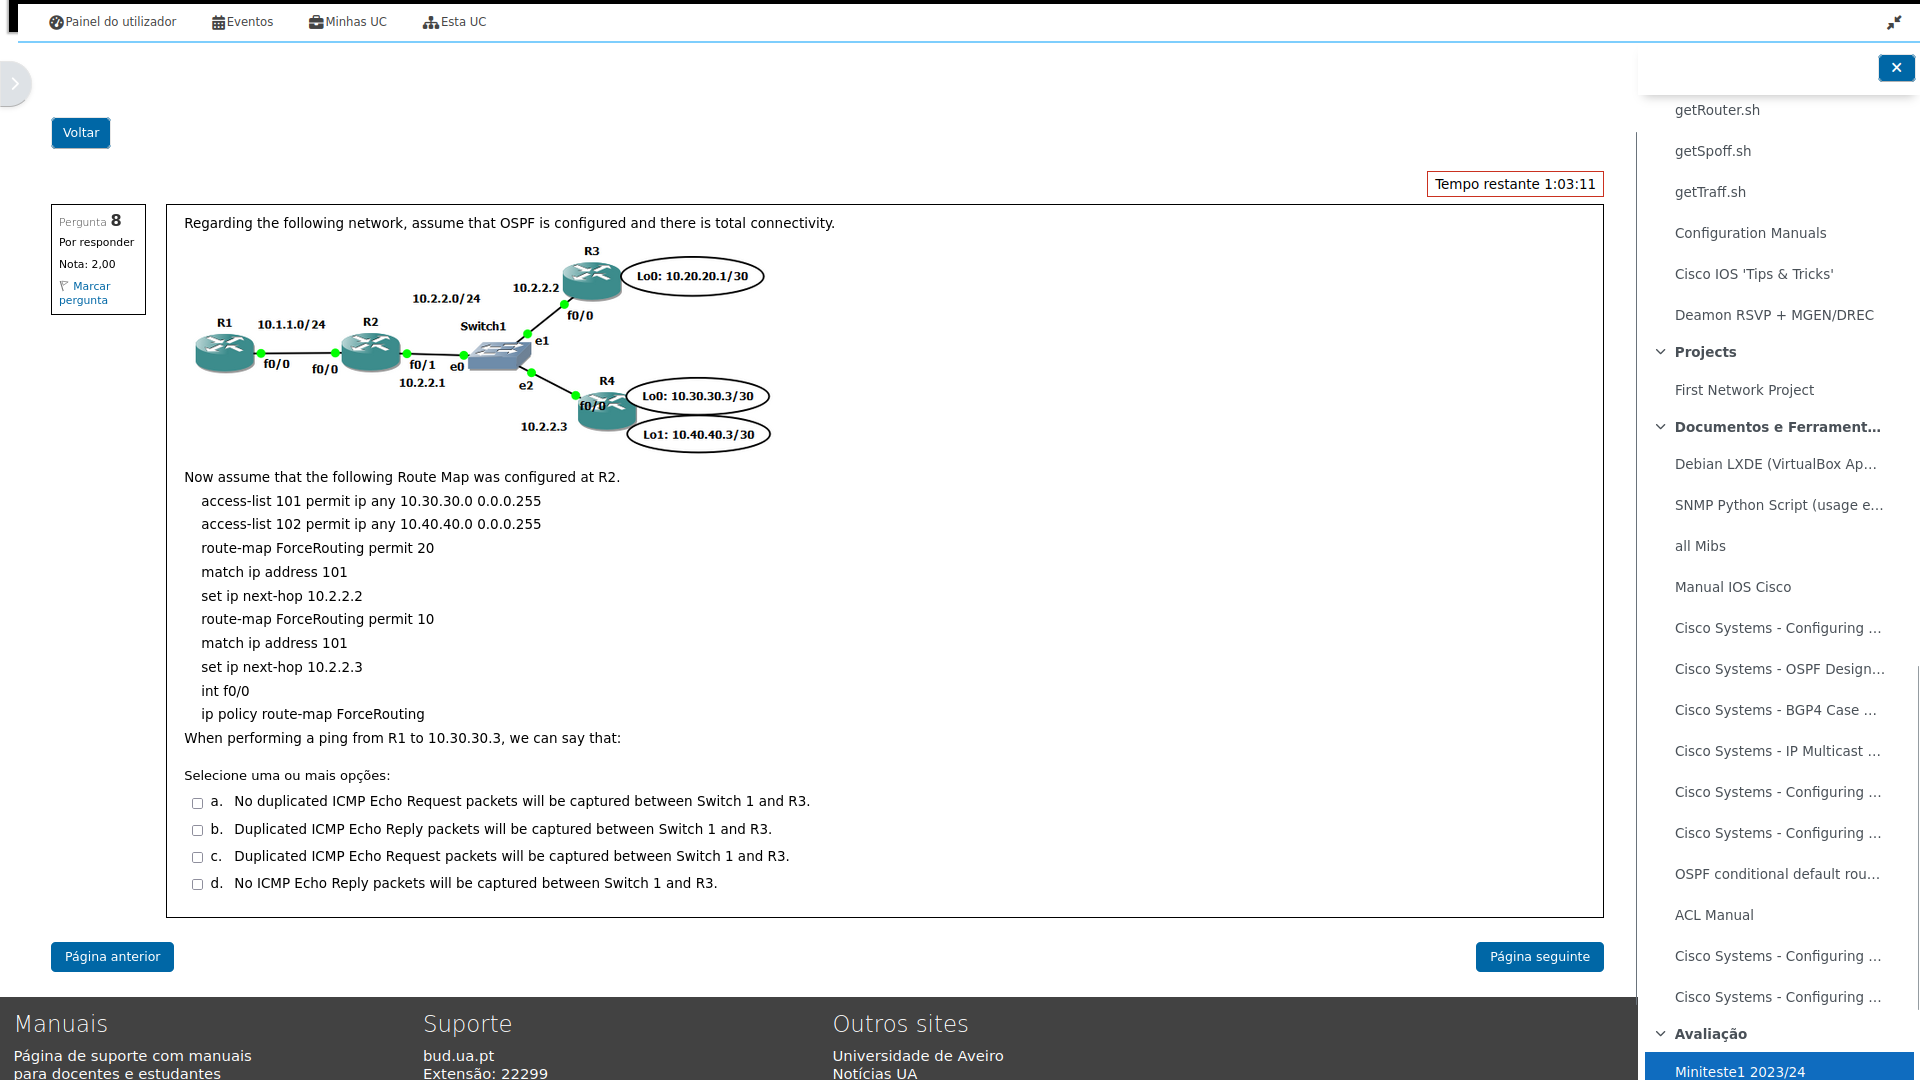 Painel do utilizador
Eventos
Minhas UC
Esta UC
Voltar
Tempo restante 1:03:11
Pergunta 8
Por responder
Nota: 2,00
Marcar
pergunta
Regarding the following network, assume that OSPF is configured and there is total connectivity.
R3
Lo0: 10.20.20.1/30
10.2.2.2
10.2.2.0/24
f0/0
R1
10.1.1.0/24
R2
Switch1
e1
f0/0
f0/0
f0/1
e0
10.2.2.1
e2
R4
Lo0: 10.30.30.3/30
f0/0
10.2.2.3
Lo1: 10.40.40.3/30
Now assume that the following Route Map was configured at R2.
access-list 101 permit ip any 10.30.30.0 0.0.0.255
access-list 102 permit ip any 10.40.40.0 0.0.0.255
route-map ForceRouting permit 20
match ip address 101
set ip next-hop 10.2.2.2
route-map ForceRouting permit 10
match ip address 101
set ip next-hop 10.2.2.3
int f0/0
ip policy route-map ForceRouting
When performing a ping from R1 to 10.30.30.3, we can say that:
Selecione uma ou mais opções:
a. No duplicated ICMP Echo Request packets will be captured between Switch 1 and R3.
b. Duplicated ICMP Echo Reply packets will be captured between Switch 1 and R3.
c. Duplicated ICMP Echo Request packets will be captured between Switch 1 and R3.
d. No ICMP Echo Reply packets will be captured between Switch 1 and R3.
Página anterior
Página seguinte
getRouter.sh
getSpoff.sh
getTraff.sh
Configuration Manuals
Cisco IOS 'Tips & Tricks'
Deamon RSVP + MGEN/DREC
Projects
First Network Project
Documentos e Ferrament...
Debian LXDE (VirtualBox Ap...
SNMP Python Script (usage e...
all Mibs
Manual IOS Cisco
Cisco Systems - Configuring ...
Cisco Systems - OSPF Design...
Cisco Systems - BGP4 Case ...
Cisco Systems - IP Multicast ...
Cisco Systems - Configuring ...
Cisco Systems - Configuring ...
OSPF conditional default rou...
ACL Manual
Cisco Systems - Configuring ...
Cisco Systems - Configuring ...
Avaliação
Miniteste1 2023/24
Manuais
Página de suporte com manuais
para docentes e estudantes
Suporte
bud.ua.pt
Extensão: 22299
Outros sites
Universidade de Aveiro
Notícias UA